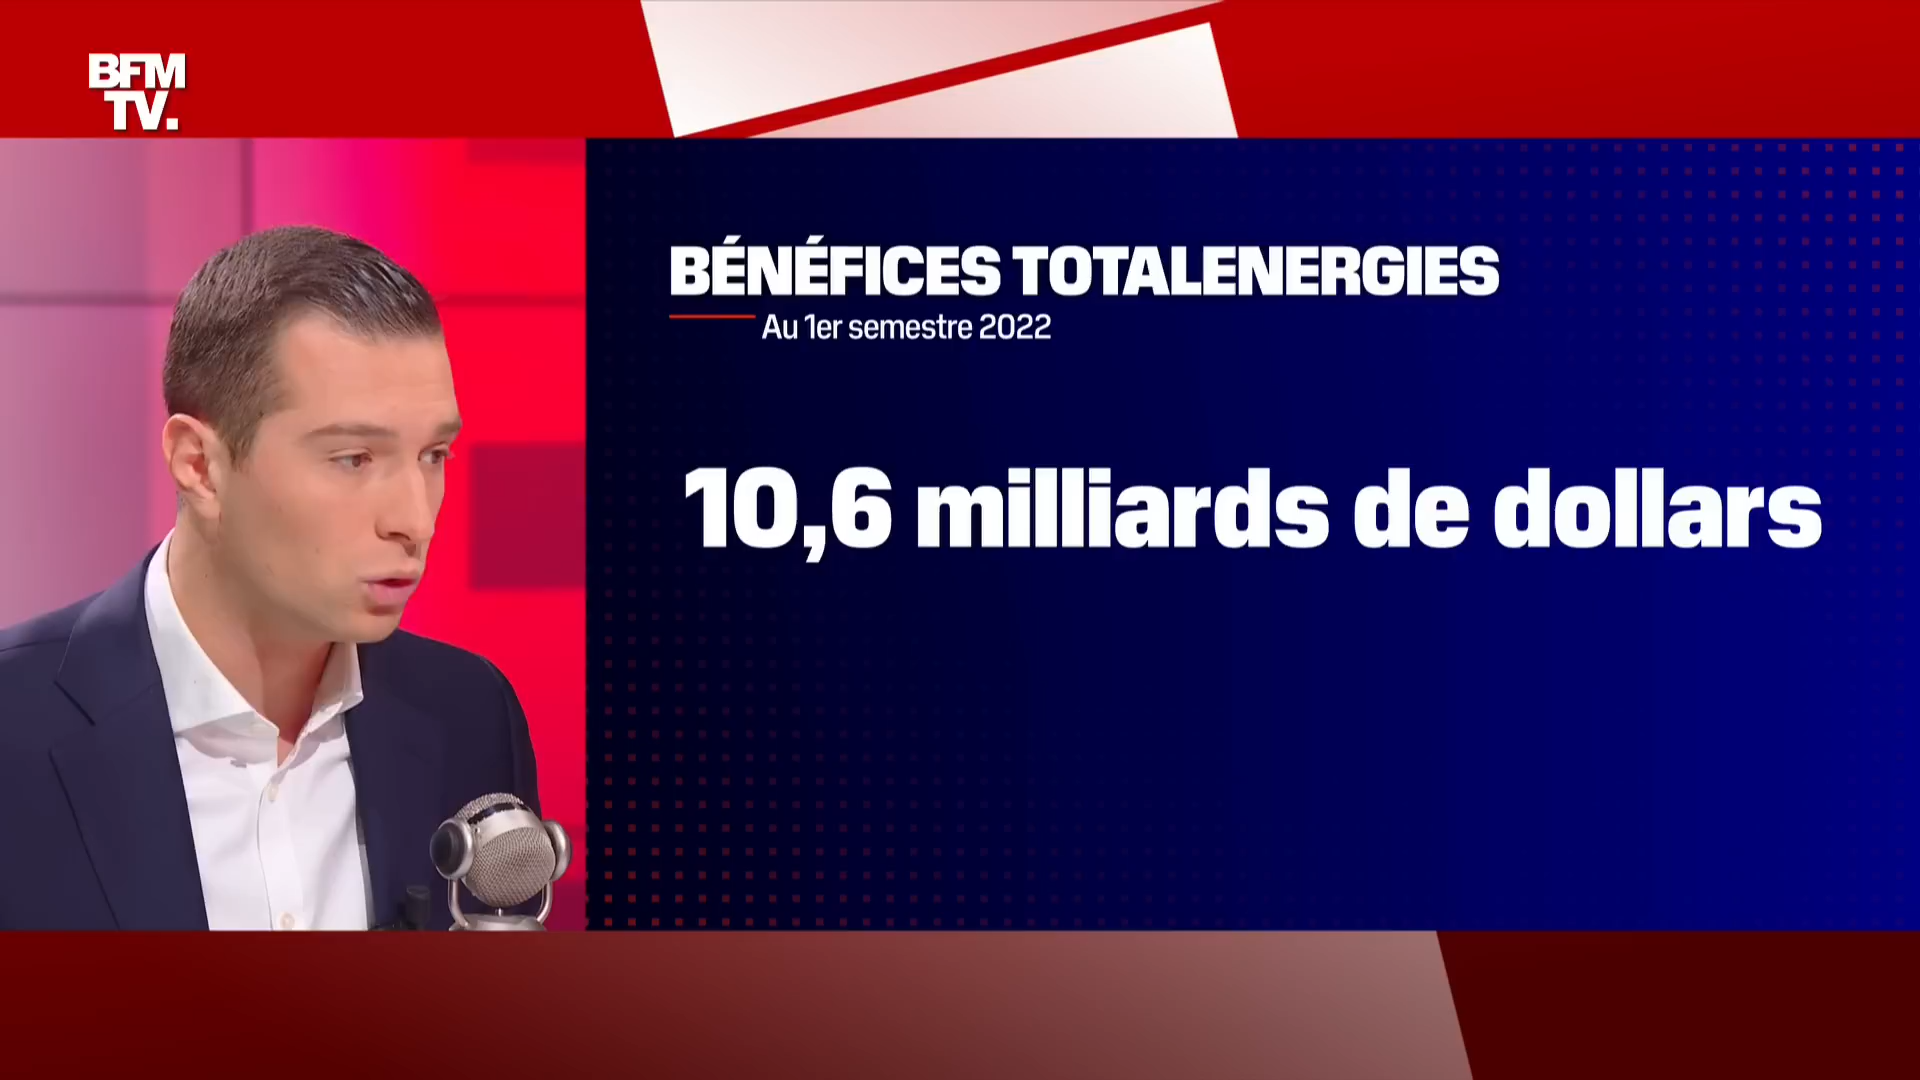 BFM
TV.
BÉNÉFICES TOTALENERGIES
Au 1er semestre 2022
10,6 milliards de dollars